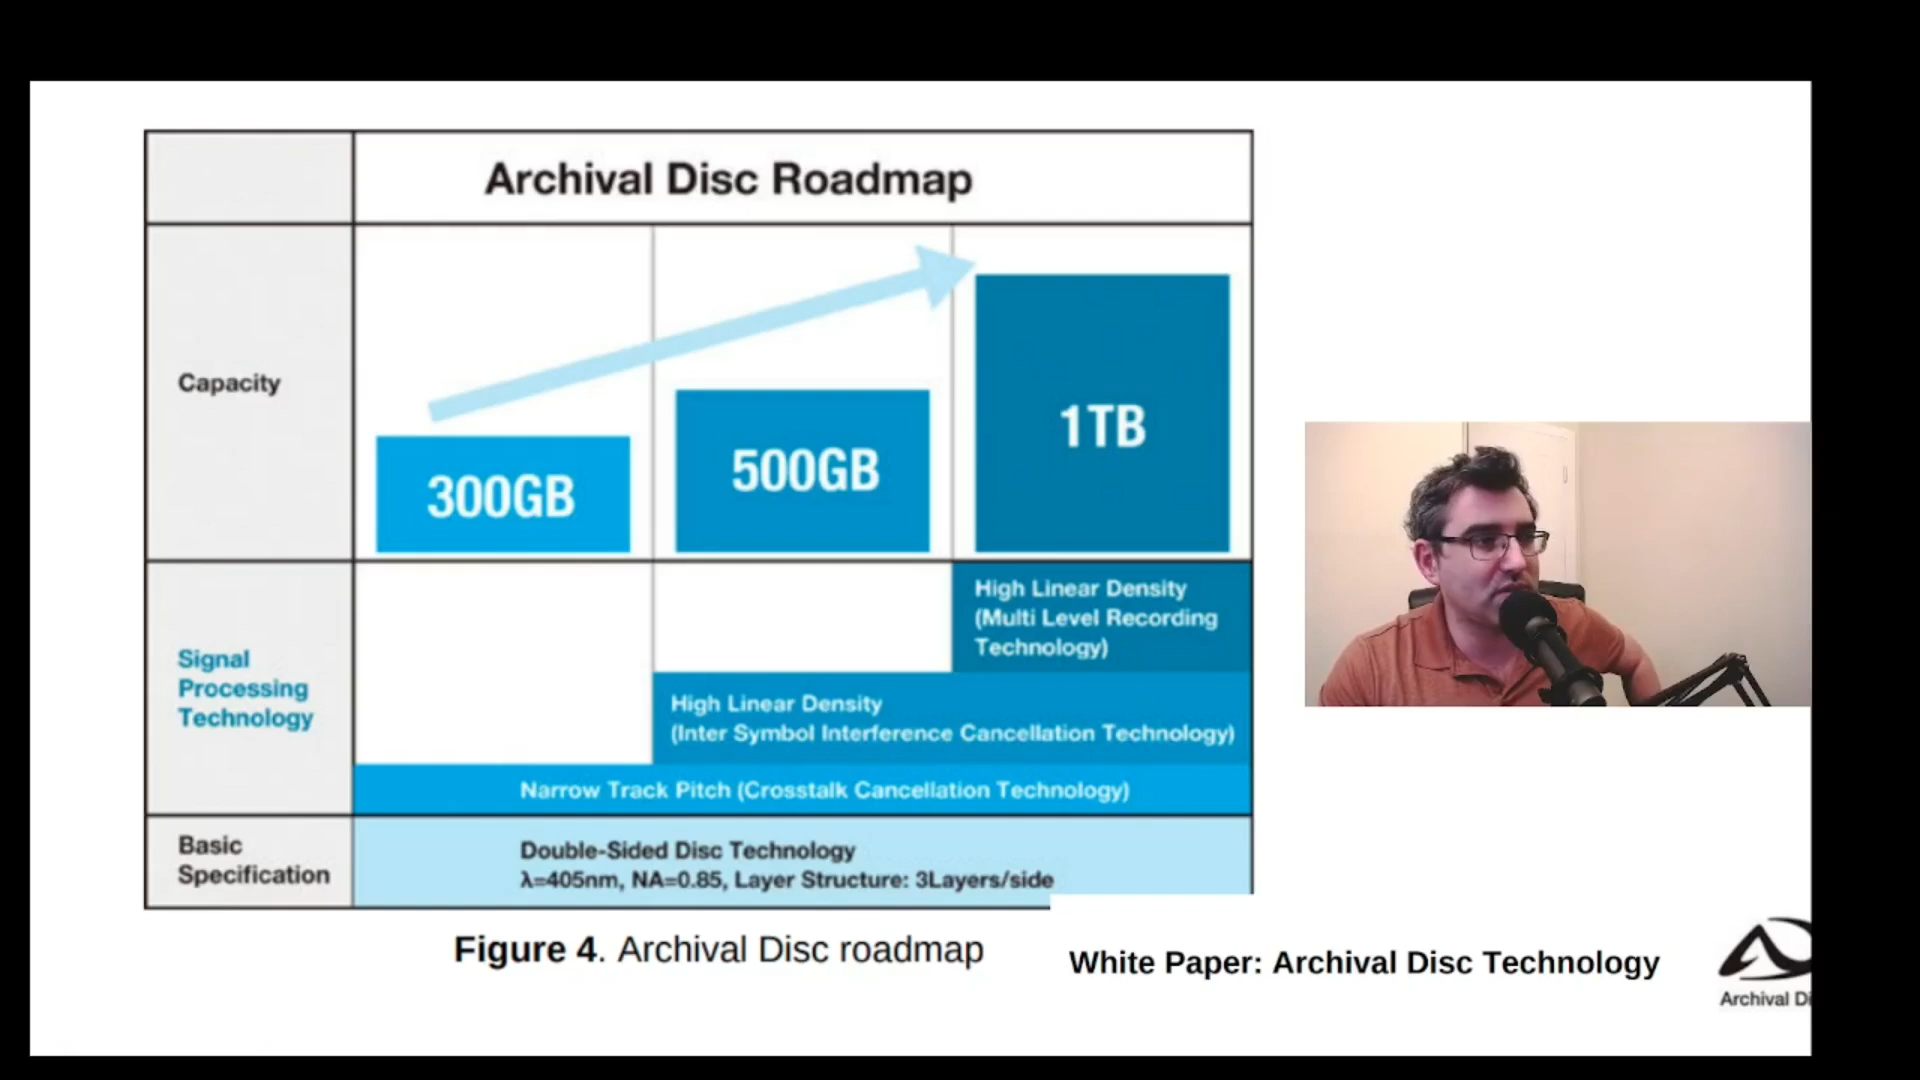 Archival Disc Roadmap
Capacity
300GB
500GB
1TB
Signal
Processing
Technology
High Linear Density
(Multi Level Recording
Technology)
High Linear Density
(Inter Symbol Interference Cancellation Technology)
Narrow Track Pitch (Crosstalk Cancellation Technology)
Basic
Specification
Double-Sided Disc Technology
λ=405nm, NA=0.85, Layer Structure: 3Layers/side
Figure 4. Archival Disc roadmap
White Paper: Archival Disc Technology
Archival Di